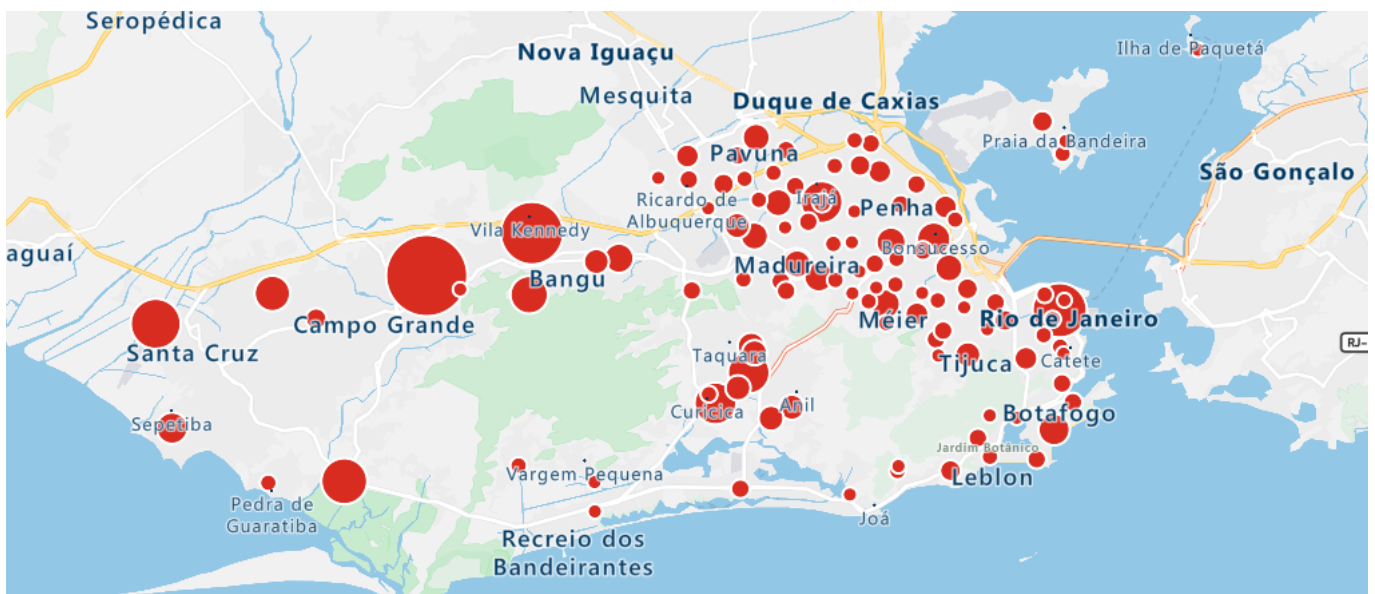 Seropédica
Nova Iguaçu
Ilha de Paquetá
Mesquita
Duque de Caxias
Praia da Bandeira
Pavuna
São Gonçalo
Ricardo de
Albuquerque
Irajá
Penha
Vila Kennedy
aguaí
Bonsucesso
Bangu
Madureira
Campo Grande
Méier
Rio de Janeiro
RJ-
Santa Cruz
Taquara
Tijuca
Catete
Curicica
Anil
Botafogo
Sepetiba
Jardim Botânico
Vargem Pequena
Leblon
Pedra de
Guaratiba
Joá
Recreio dos
Bandeirantes